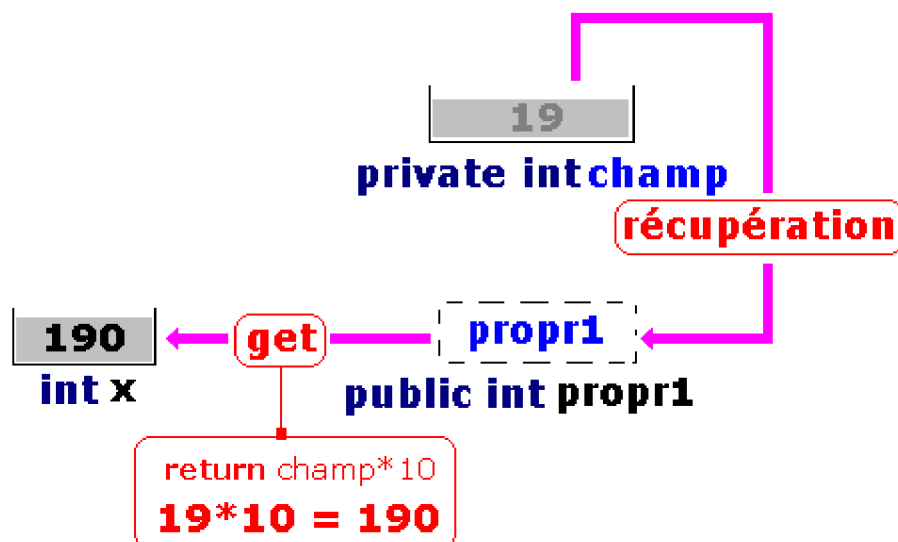 19
private int champ
récupération
190
get
propr1
int x
public int propr1
return champ*10
19*10 = 190